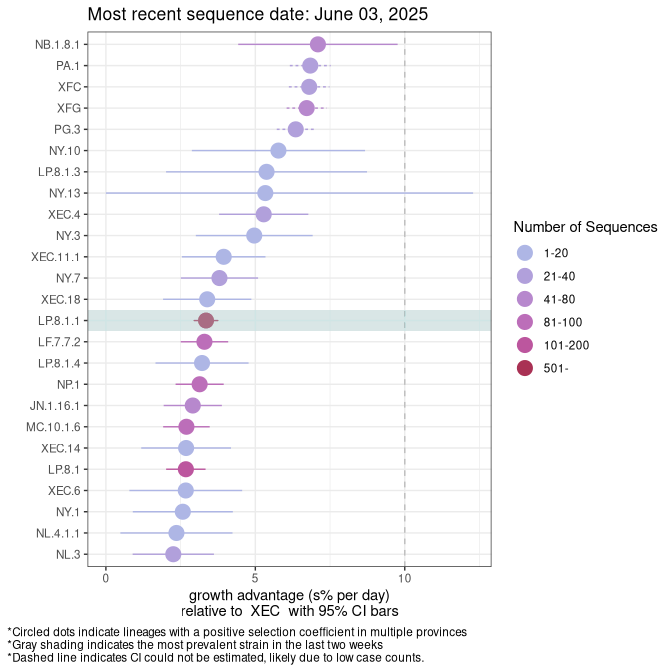 Most recent sequence date: June 03, 2025
NB.1.8.1
PA.1
XFC
XFG
PG.3
NY.10
LP.8.1.3
NY.13
XEC.4
NY.3
XEC.11.1
NY.7
XEC.18
LP.8.1.1
LF.7.7.2
LP.8.1.4
NP.1
JN.1.16.1
MC.10.1.6
XEC.14
LP.8.1
XEC.6
NY.1
NL.4.1.1
NL.3
0 5 10
growth advantage (s% per day)
relative to XEC with 95% CI bars
Number of Sequences
1-20
21-40
41-80
81-100
101-200
501-
*Circled dots indicate lineages with a positive selection coefficient in multiple provinces
*Gray shading indicates the most prevalent strain in the last two weeks
*Dashed line indicates CI could not be estimated, likely due to low case counts.